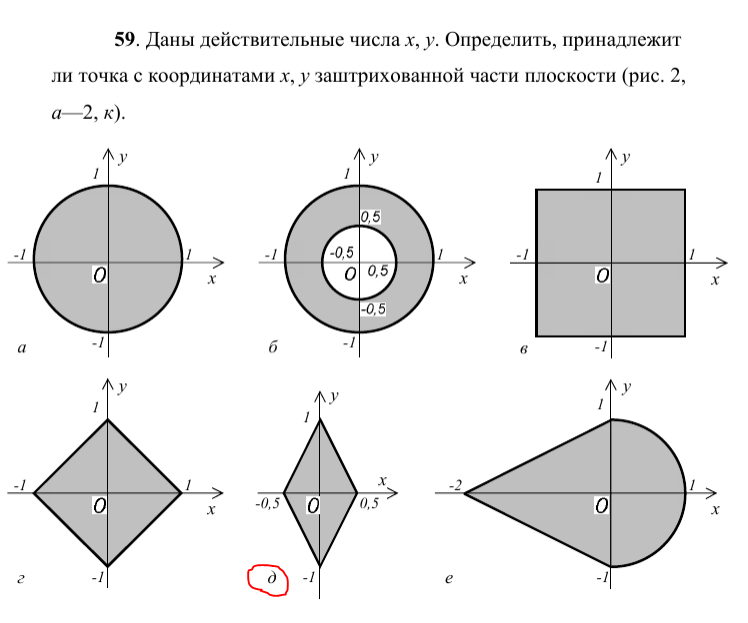 59. Даны действительные числа x, y. Определить, принадлежит
ли точка с координатами x, y заштрихованной части плоскости (рис. 2,
а—2, к).
1 y
-1 1
O x
-1
а
1 y
0,5
-1 -0,5 1
O 0,5 x
-0,5
-1
б
1 y
-1 1
O x
-1
в
1 y
-1 1
O x
-1
г
1 y
x
-0,5 O 0,5
-1
д
1 y
-2 1
O x
-1
е